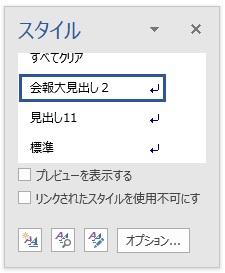 スタイル
すべてクリア
会報大見出し２
見出し11
標準
プレビューを表示する
リンクされたスタイルを使用不可にす
オプション...